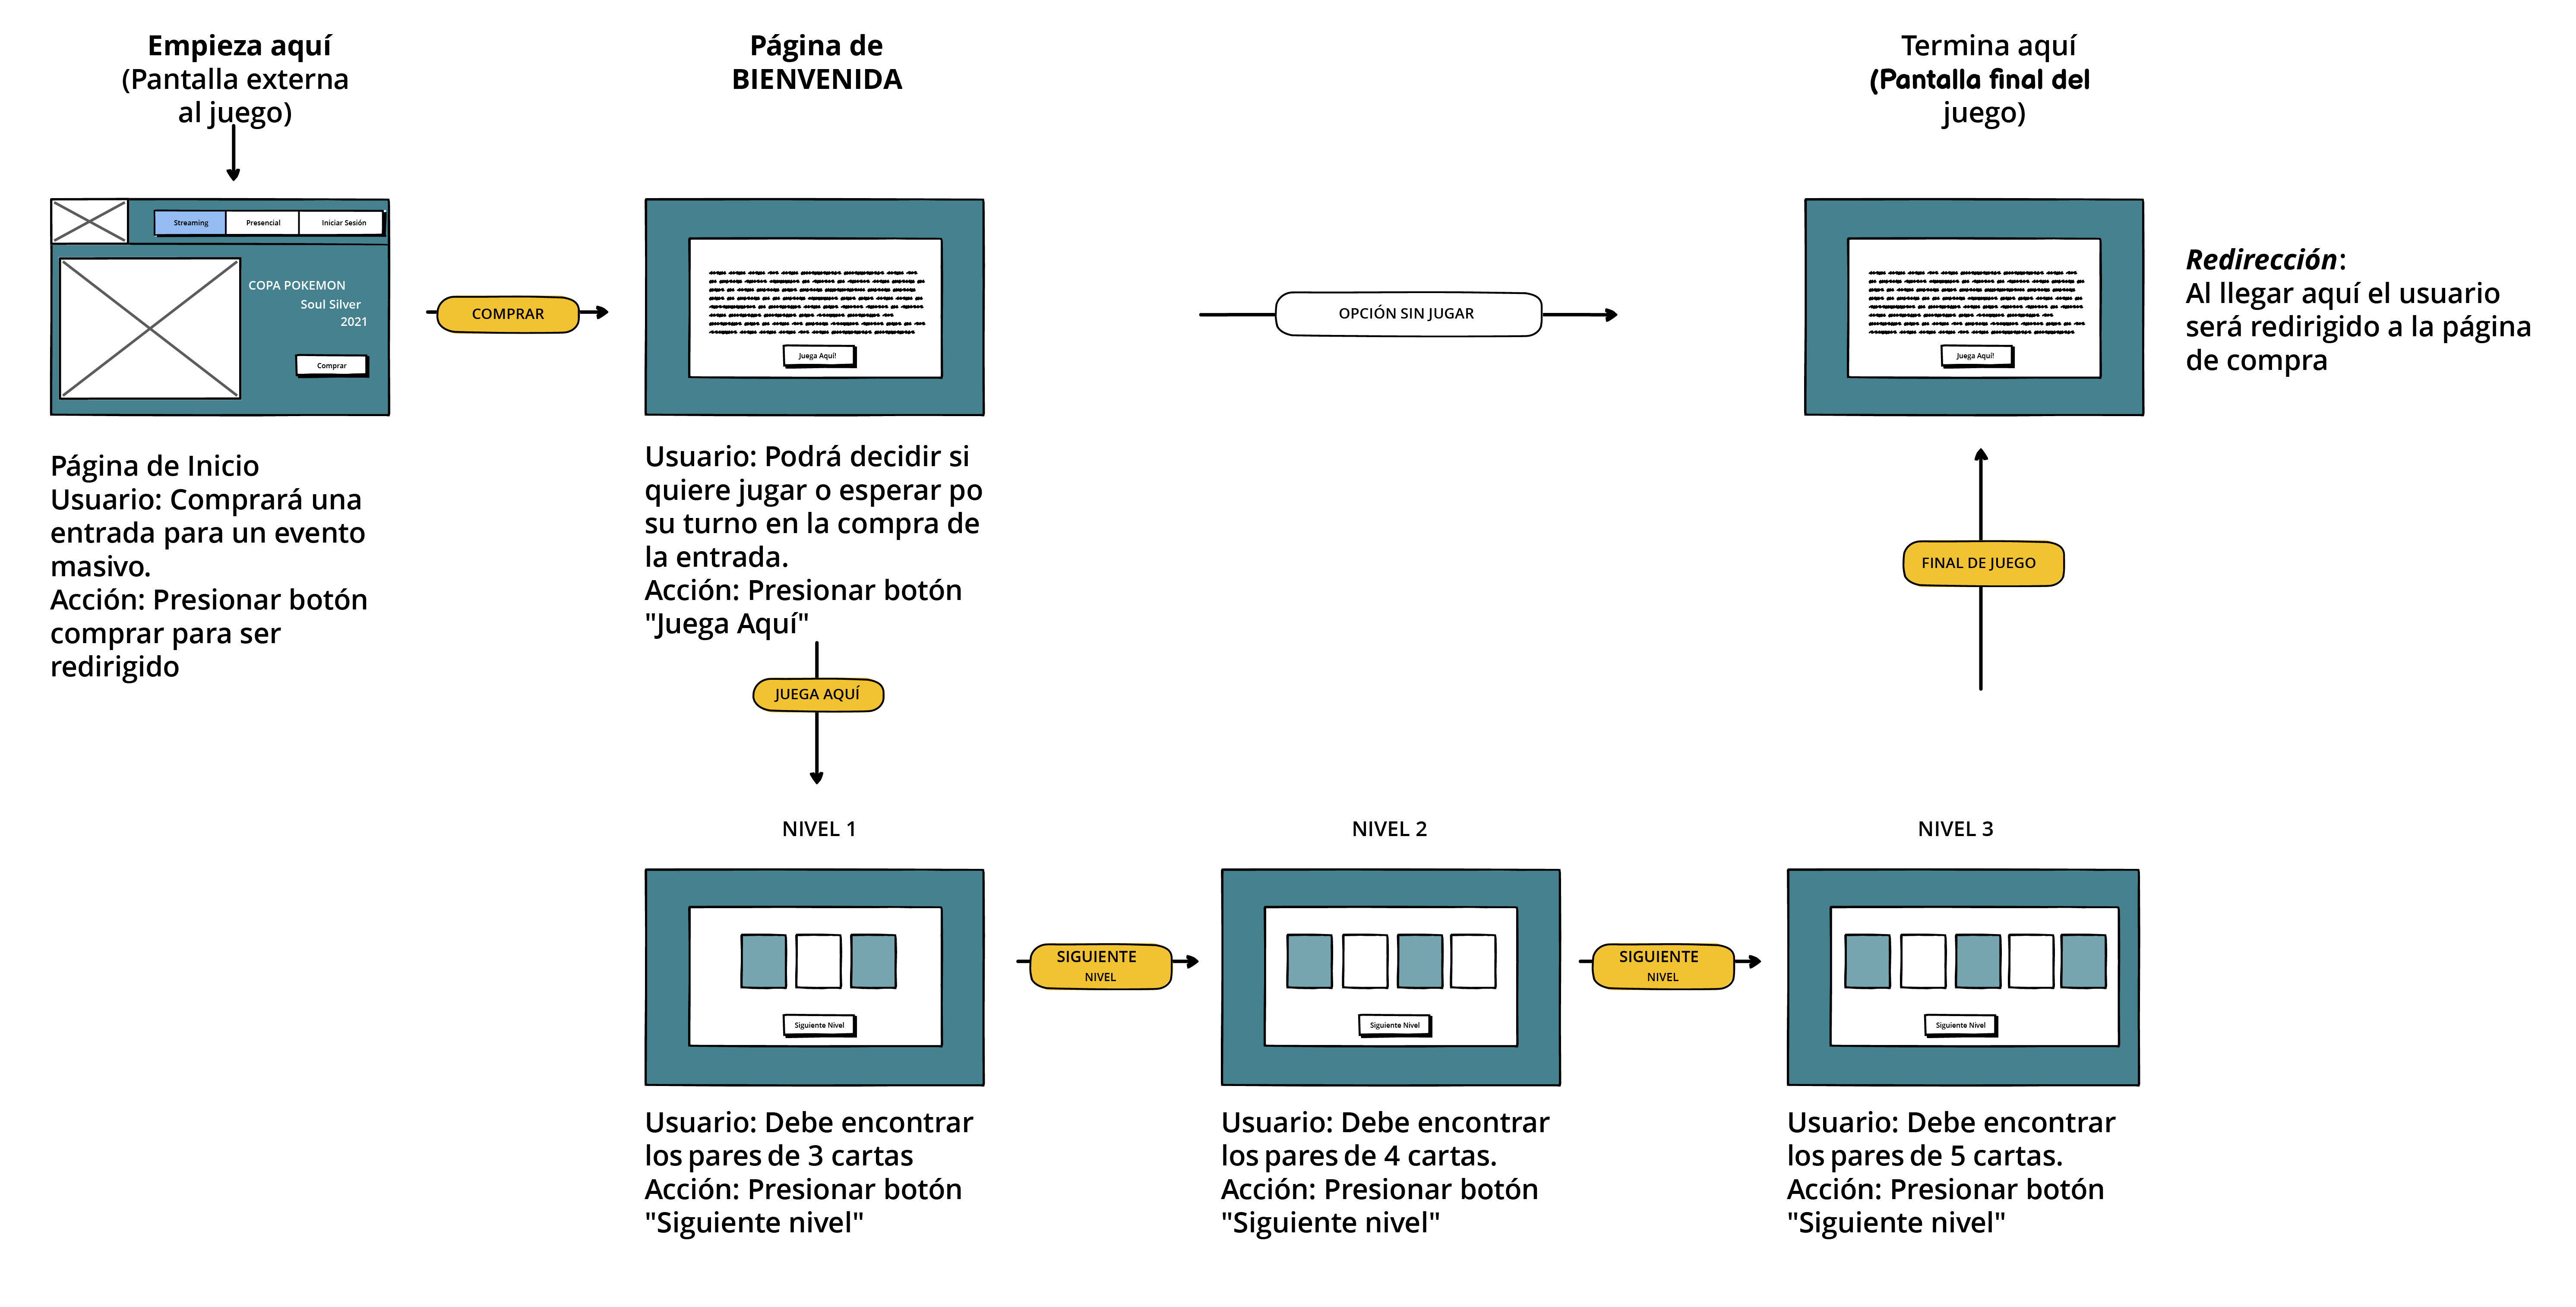 Empieza aquí
(Pantalla externa
al juego)
Página de
BIENVENIDA
Termina aquí
(Pantalla final del
juego)
Streaming
Presencial
Iniciar Sesión
COPA POKEMON
Soul Silver
2021
Comprar
COMPRAR
Juega Aquí!
OPCIÓN SIN JUGAR
Juega Aquí!
Redirección:
Al llegar aquí el usuario
será redirigido a la página
de compra
Página de Inicio
Usuario: Comprará una
entrada para un evento
masivo.
Acción: Presionar botón
comprar para ser
redirigido
Usuario: Podrá decidir si
quiere jugar o esperar po
su turno en la compra de
la entrada.
Acción: Presionar botón
"Juega Aquí"
FINAL DE JUEGO
JUEGA AQUÍ
NIVEL 1
NIVEL 2
NIVEL 3
Siguiente Nivel
SIGUIENTE
NIVEL
Siguiente Nivel
SIGUIENTE
NIVEL
Siguiente Nivel
Usuario: Debe encontrar
los pares de 3 cartas
Acción: Presionar botón
"Siguiente nivel"
Usuario: Debe encontrar
los pares de 4 cartas.
Acción: Presionar botón
"Siguiente nivel"
Usuario: Debe encontrar
los pares de 5 cartas.
Acción: Presionar botón
"Siguiente nivel"